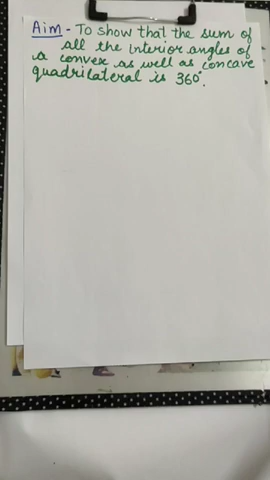 Aim - To show that the sum of
all the interior angles of
a convex as well as concave
quadrilateral is 360°.